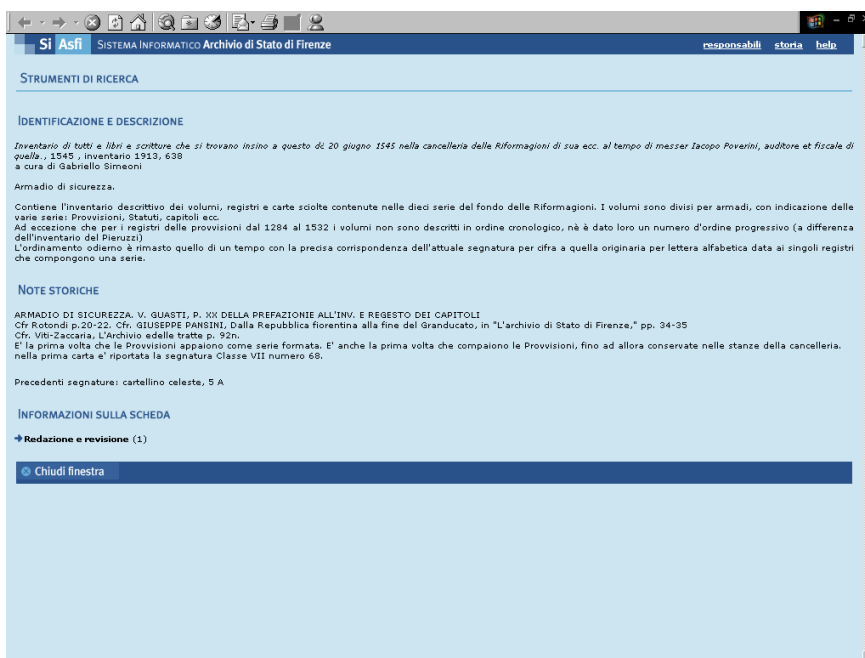 Si Asfi SISTEMA INFORMATICO Archivio di Stato di Firenze responsabili storia help
STRUMENTI DI RICERCA
IDENTIFICAZIONE E DESCRIZIONE
Inventario di tutti e libri e scritture che si trovano insino a questo dí 20 giugno 1545 nella cancelleria delle Riformagioni di sua ecc. al tempo di messer Iacopo Poverini, auditore et fiscale di
quella., 1545 , inventario 1913, 638
a cura di Gabriello Simeoni
Armadio di sicurezza.
Contiene l'inventario descrittivo dei volumi, registri e carte sciolte contenute nelle dieci serie del fondo delle Riformagioni. I volumi sono divisi per armadi, con indicazione delle
varie serie: Provvisioni, Statuti, capitoli ecc.
Ad eccezione che per i registri delle provvisioni dal 1284 al 1532 i volumi non sono descritti in ordine cronologico, nè è dato loro un numero d'ordine progressivo (a differenza
dell'inventario del Pieruzzi)
L'ordinamento odierno è rimasto quello di un tempo con la precisa corrispondenza dell'attuale segnatura per cifra a quella originaria per lettera alfabetica data ai singoli registri
che compongono una serie.
NOTE STORICHE
ARMADIO DI SICUREZZA. V. GUASTI, P. XX DELLA PREFAZIONIE ALL'INV. E REGESTO DEI CAPITOLI
Cfr Rotondi p.20-22. Cfr. GIUSEPPE PANSINI, Dalla Repubblica fiorentina alla fine del Granducato, in "L'archivio di Stato di Firenze," pp. 34-35
Cfr. Viti-Zaccaria, L'Archivio edelle tratte p. 92n.
E' la prima volta che le Provvisioni appaiono come serie formata. E' anche la prima volta che compaiono le Provvisioni, fino ad allora conservate nelle stanze della cancelleria.
nella prima carta e' riportata la segnatura Classe VII numero 68.
Precedenti segnature: cartellino celeste, 5 A
INFORMAZIONI SULLA SCHEDA
Redazione e revisione (1)
Chiudi finestra